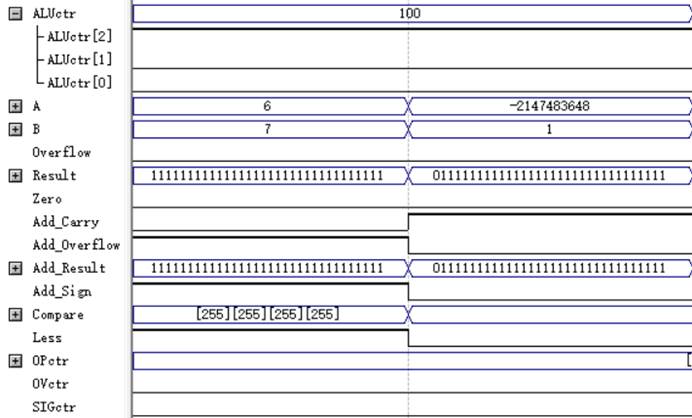 ALUctr 100
ALUctr[2]
ALUctr[1]
ALUctr[0]
A 6 -2147483648
B 7 1
Overflow
Result 11111111111111111111111111111111 01111111111111111111111111111111
Zero
Add_Carry
Add_Overflow
Add_Result 11111111111111111111111111111111 01111111111111111111111111111111
Add_Sign
Compare [255][255][255][255]
Less
OPctr
OVctr
SIGctr